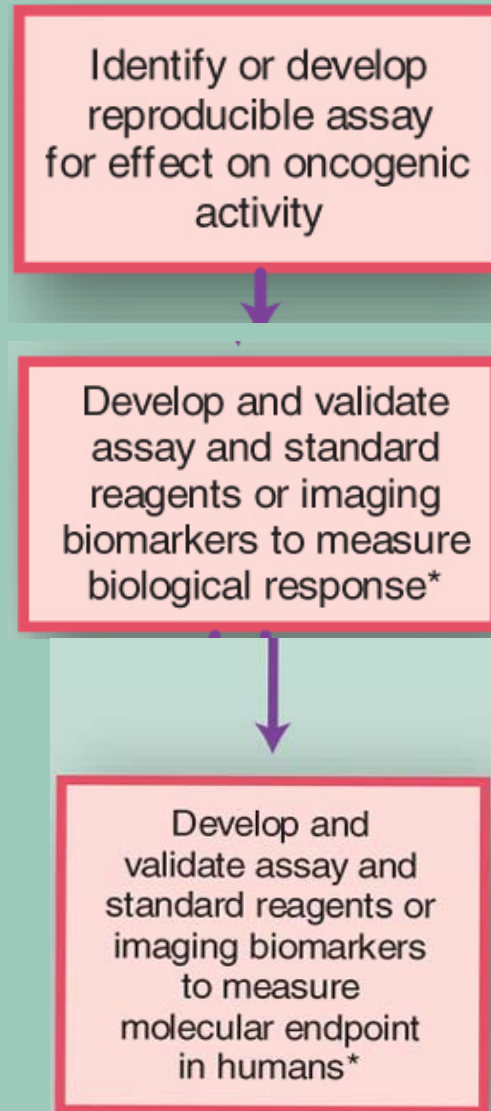 Identify or develop
reproducible assay
for effect on oncogenic
activity
Develop and validate
assay and standard
reagents or imaging
biomarkers to measure
biological response*
Develop and
validate assay and
standard reagents or
imaging biomarkers
to measure
molecular endpoint
in humans*